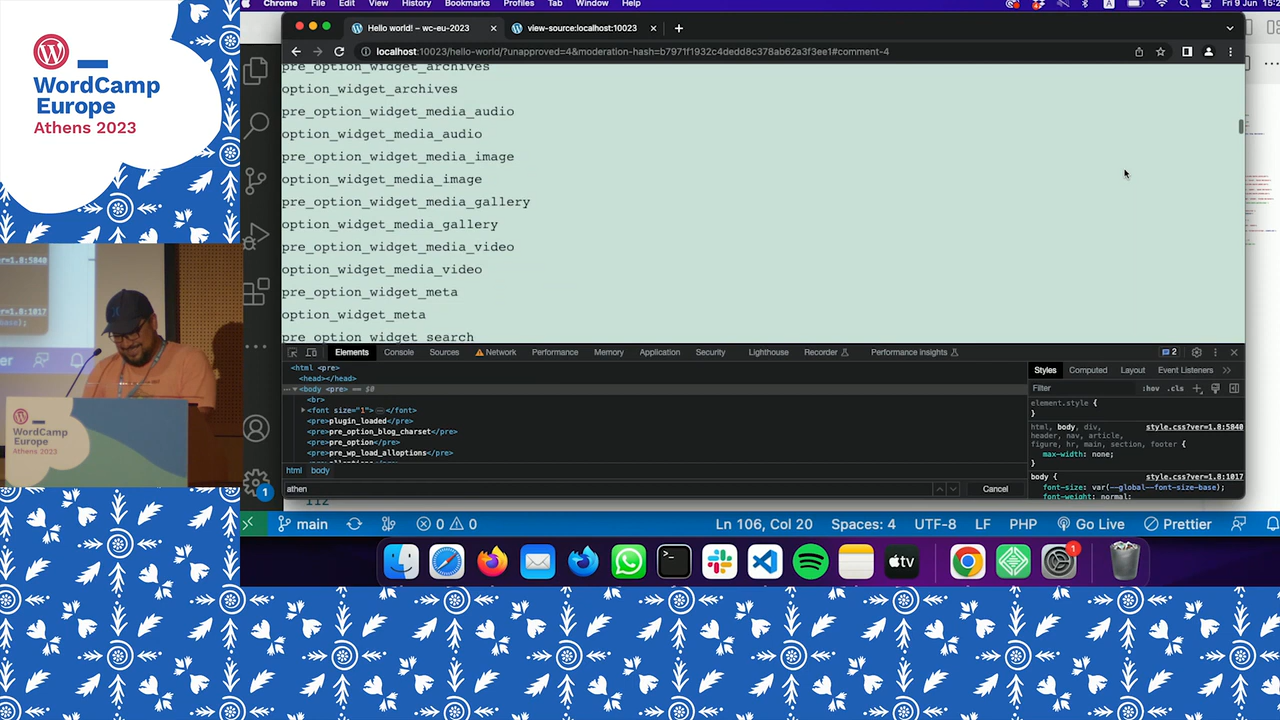 WordCamp
Europe
Athens 2023
Chrome File Edit View History Bookmarks Profiles Tab Window Help
Fri 9 Jun
Hello world! – wc-eu-2023
view-source:localhost:10023
localhost:10023/hello-world/?unapproved=4&moderation-hash=b7971f1932c4dedd8c378ab62a3f3ee1#comment-4
pre_option_widget_archives
option_widget_archives
pre_option_widget_media_audio
option_widget_media_audio
pre_option_widget_media_image
option_widget_media_image
pre_option_widget_media_gallery
option_widget_media_gallery
pre_option_widget_media_video
option_widget_media_video
pre_option_widget_meta
option_widget_meta
pre_option_widget_search
Elements Console Sources Network Performance Memory Application Security Lighthouse Recorder Performance insights 2
<html <pre>
<head></head>
<body <pre> == $0
<br>
<font size="1"></font>
<pre>plugin_loaded</pre>
<pre>pre_option_blog_charset</pre>
<pre>pre_option</pre>
<pre>pre_wp_load_alloptions</pre>
html body
athen
Cancel
Styles Computed Layout Event Listeners
Filter :hov .cls
element.style {
}
html, body, div, style.css?ver=1.8:5840
header, nav, article,
figure, hr, main, section, footer {
max-width: none;
}
body { style.css?ver=1.8:1017
font-size: var(--global--font-size-base);
font-weight: normal;
1
112
main 0 0 Ln 106, Col 20 Spaces: 4 UTF-8 LF PHP Go Live Prettier
tv
1
WordCamp
Europe
Athens 2023